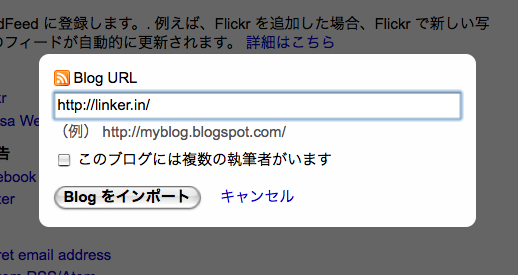 dFeed に登録します。. 例えば、Flickr を追加した場合、Flickr で新しい写
のフィードが自動的に更新されます。 詳細はこちら
Blog URL
http://linker.in/
（例） http://myblog.blogspot.com/
このブログには複数の執筆者がいます
Blog をインポート キャンセル
kr
sa We
告
ebook
ter
ret email address